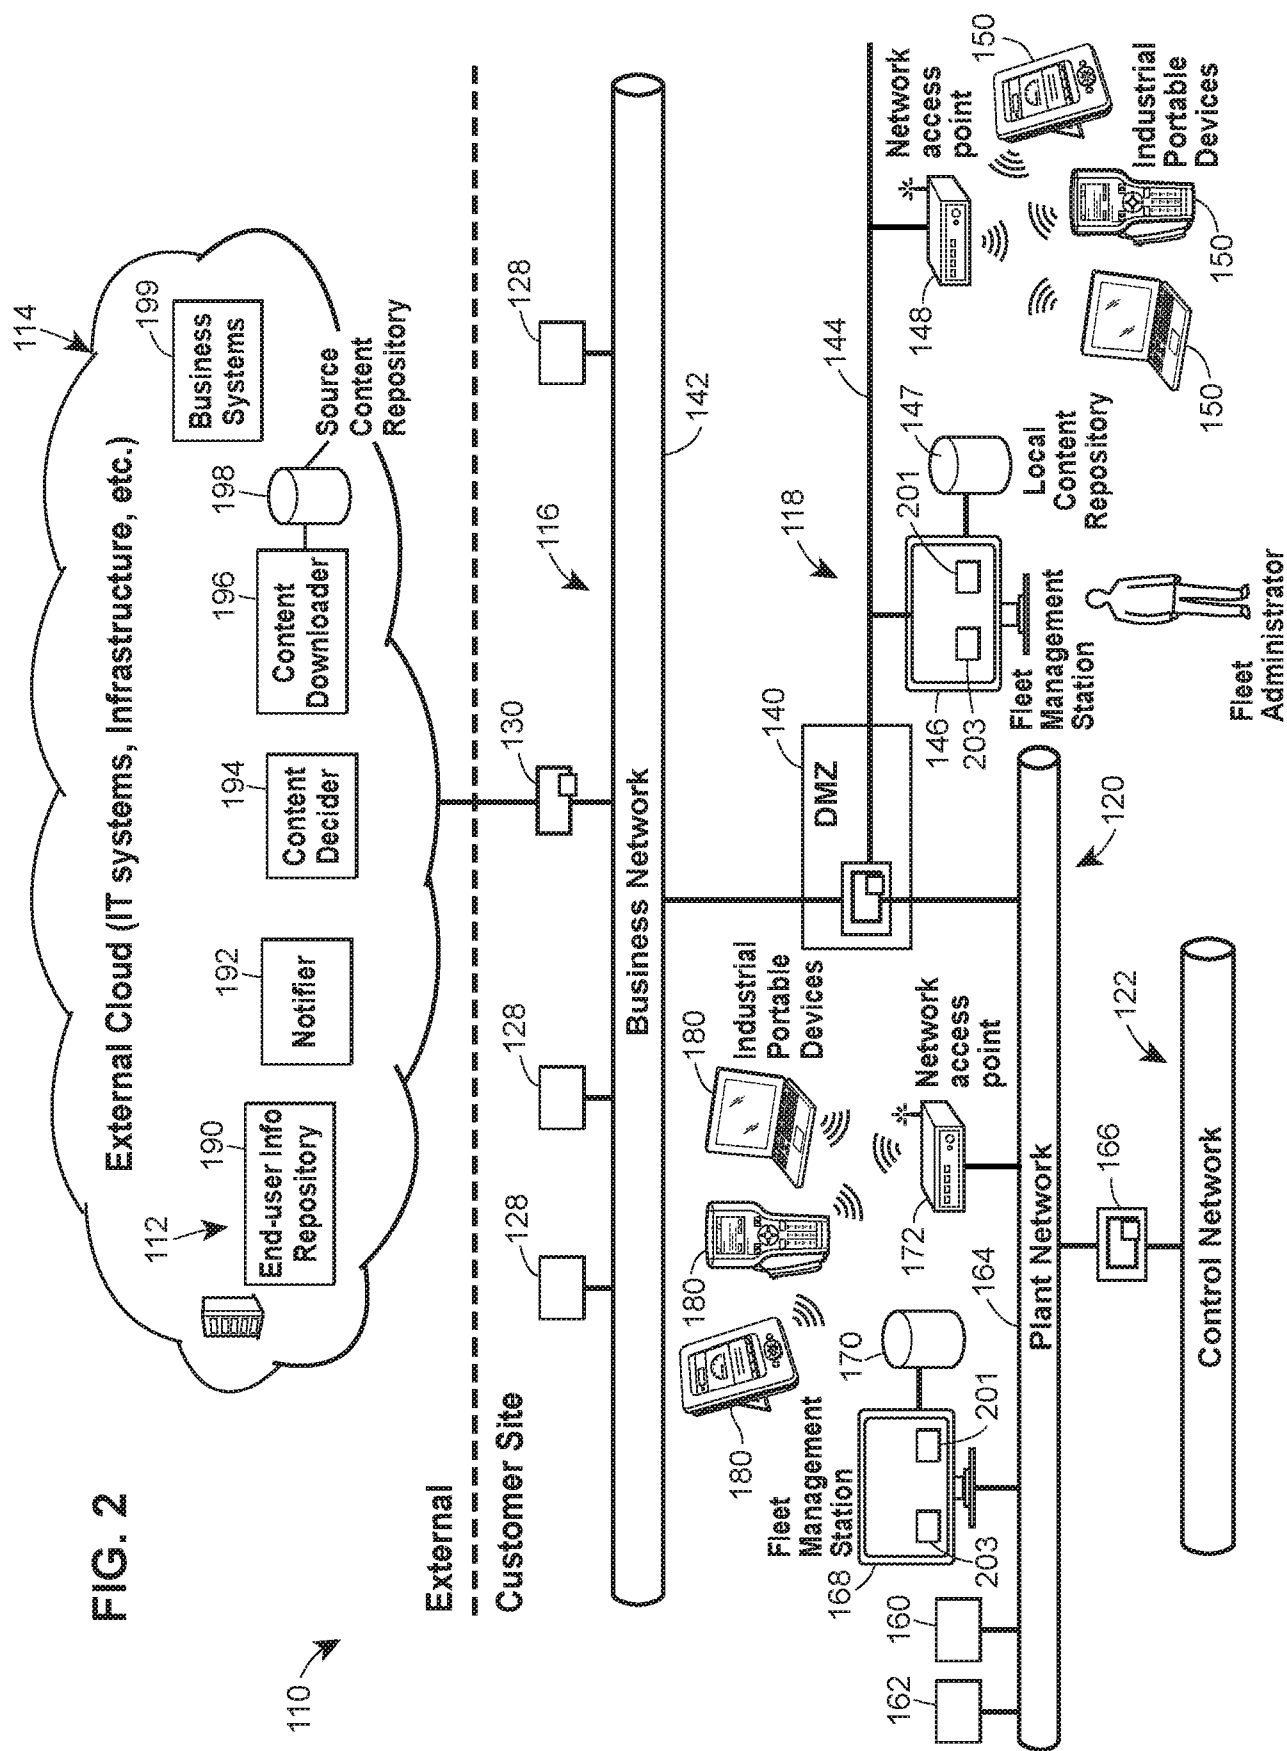 FIG. 2
110
114
External Cloud (IT systems, Infrastructure, etc.)
112
190
End-user Info
Repository
192
Notifier
194
Content
Decider
196
Content
Downloader
198
Source
Content
Repository
199
Business
Systems
External
Customer Site
128
128
130
116
128
Business Network
142
180
180
180
Industrial
Portable
Devices
DMZ
140
118
144
Network
access
point
148
150
150
150
Industrial
Portable
Devices
146
203
201
147
Fleet
Management
Station
Local
Content
Repository
Fleet
Administrator
162
160
Fleet
Management
Station
168
203
201
170
172
Network
access
point
164
Plant Network
120
166
122
Control Network